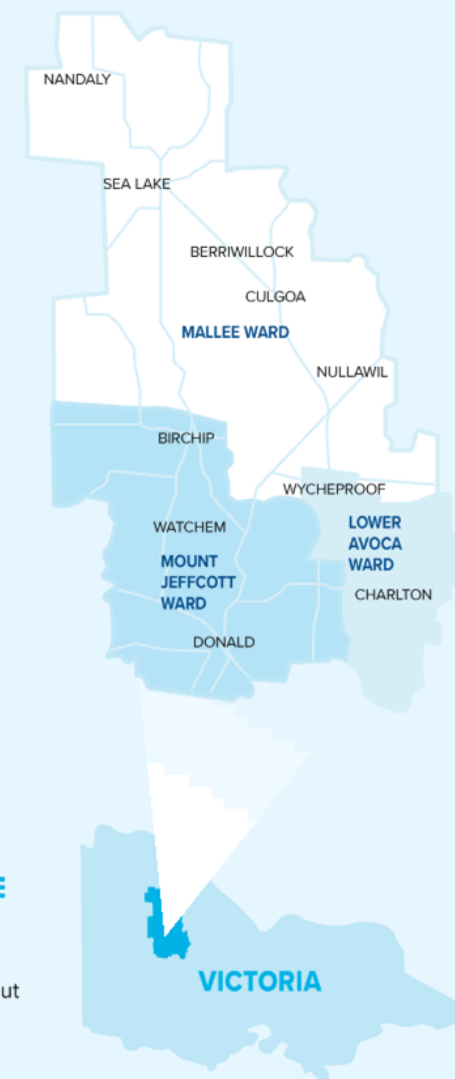 NANDALY
SEA LAKE
BERRIWILLOCK
CULGOA
MALLEE WARD
NULLAWIL
BIRCHIP
WYCHEPROOF
WATCHEM
LOWER
AVOCA
WARD
MOUNT
JEFFCOTT
WARD
CHARLTON
DONALD
E
ut
VICTORIA